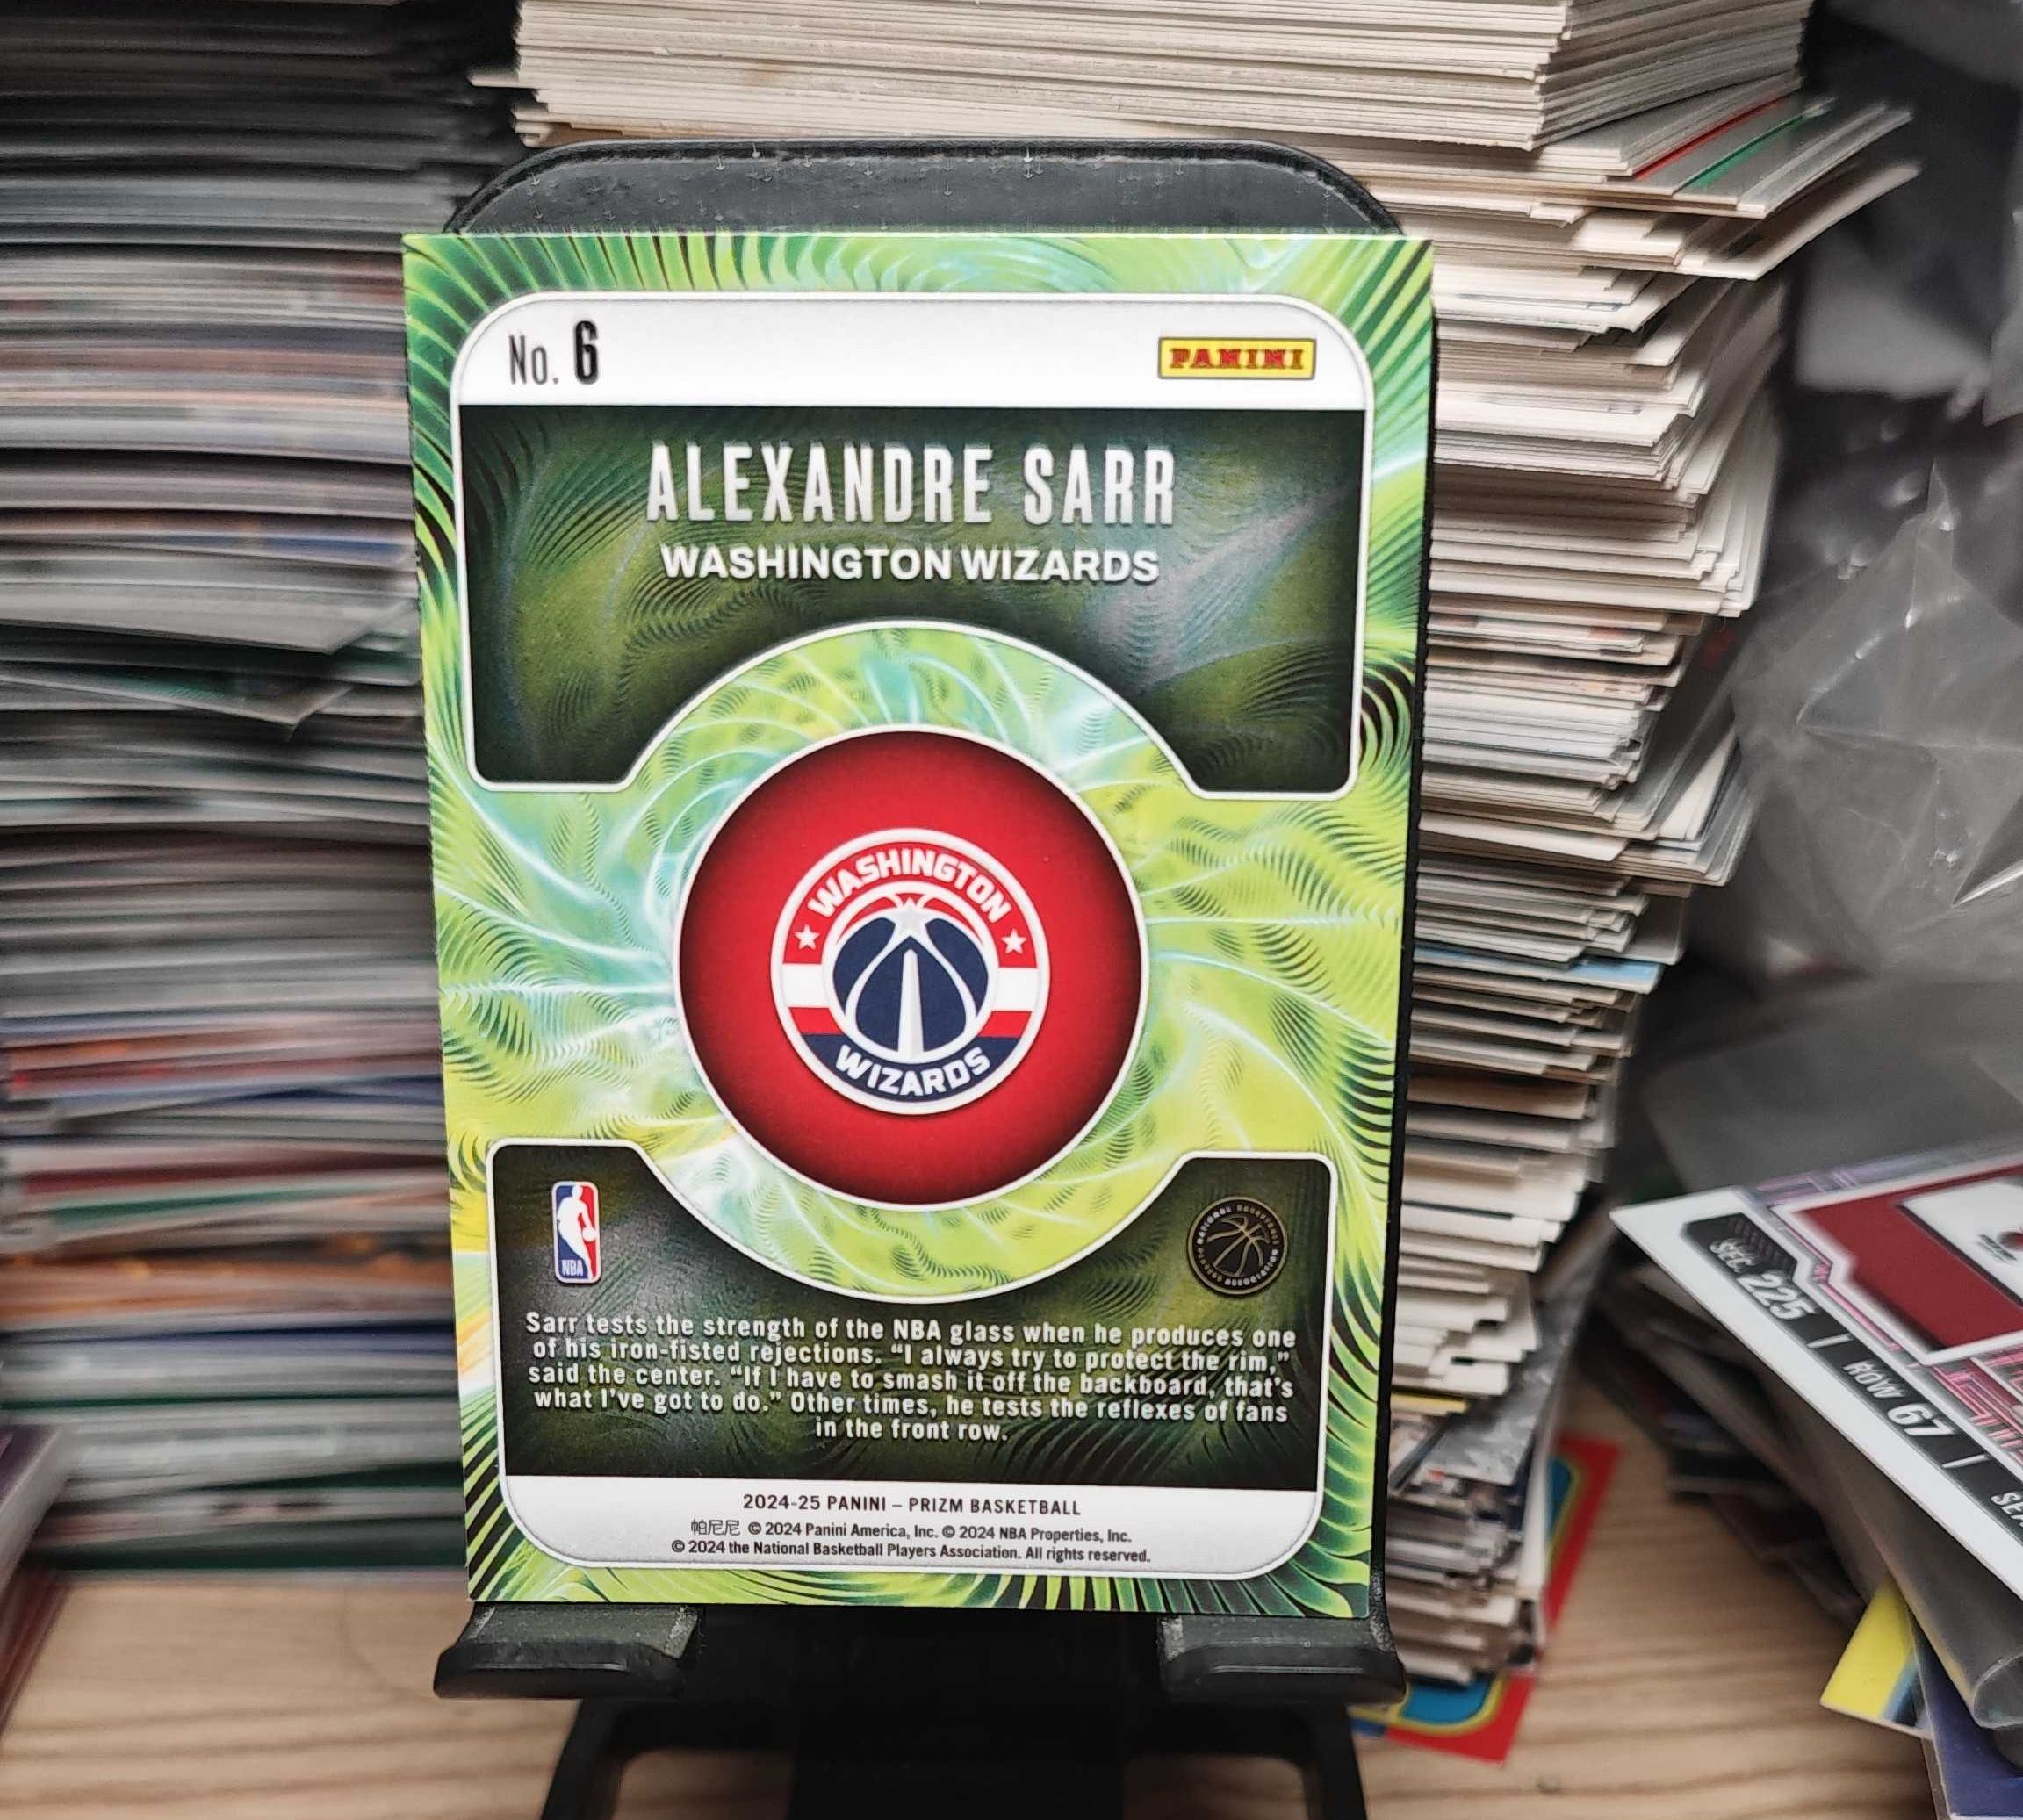 No. 6
PANINI
ALEXANDRE SARR
WASHINGTON WIZARDS
WASHINGTON
WIZARDS
NBA
NATIONAL BASKETBALL PLAYERS ASSOCIATION
Sarr tests the strength of the NBA glass when he produces one
of his iron-fisted rejections. “I always try to protect the rim,”
said the center. “If I have to smash it off the backboard, that’s
what I’ve got to do.” Other times, he tests the reflexes of fans
in the front row.
2024-25 PANINI – PRIZM BASKETBALL
帕尼尼 © 2024 Panini America, Inc. © 2024 NBA Properties, Inc.
© 2024 the National Basketball Players Association. All rights reserved.
SEC. 225 | ROW 67 |